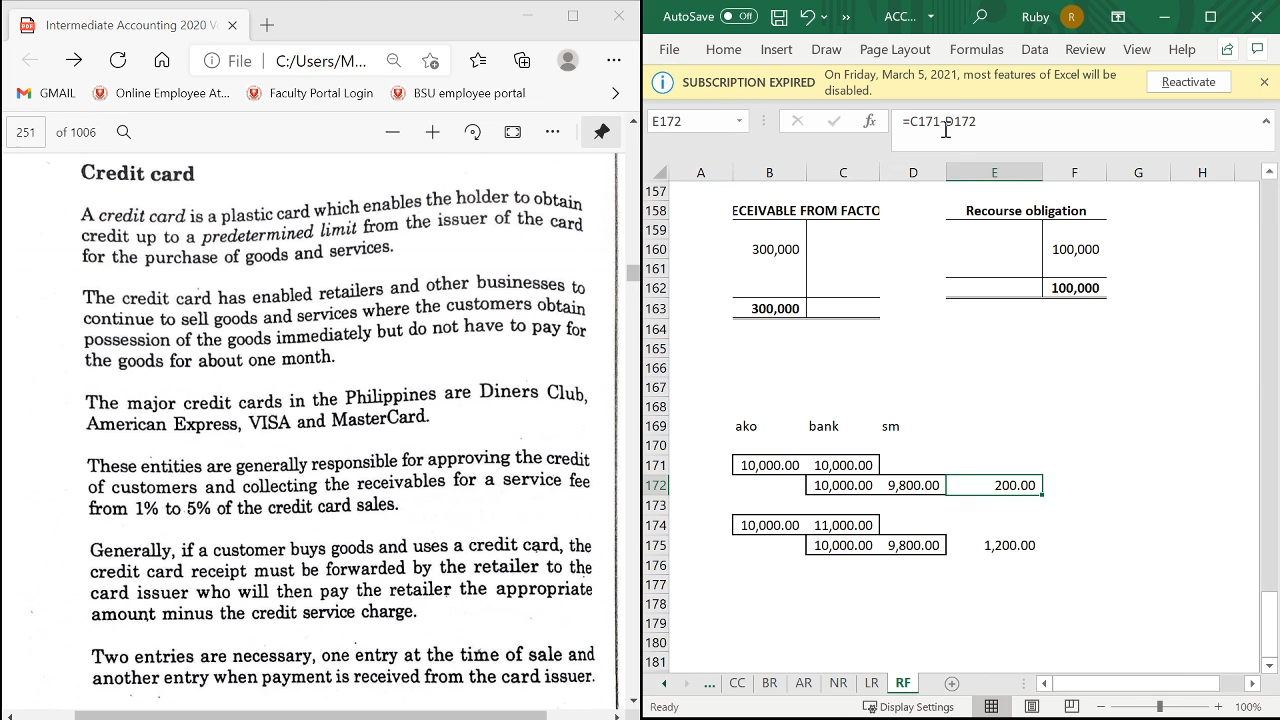 Intermediate Accounting 2020 V
File
C:/Users/M...
GMAIL
Online Employee At...
Faculty Portal Login
BSU employee portal
251 of 1006
Credit card
A credit card is a plastic card which enables the holder to obtain
credit up to a predetermined limit from the issuer of the card
for the purchase of goods and services.
The credit card has enabled retailers and other businesses to
continue to sell goods and services where the customers obtain
possession of the goods immediately but do not have to pay for
the goods for about one month.
The major credit cards in the Philippines are Diners Club,
American Express, VISA and MasterCard.
These entities are generally responsible for approving the credit
of customers and collecting the receivables for a service fee
from 1% to 5% of the credit card sales.
Generally, if a customer buys goods and uses a credit card, the
credit card receipt must be forwarded by the retailer to the
card issuer who will then pay the retailer the appropriate
amount minus the credit service charge.
Two entries are necessary, one entry at the time of sale and
another entry when payment is received from the card issuer.
AutoSave Off
ACC...
Ruby R
File Home Insert Draw Page Layout Formulas Data Review View Help
SUBSCRIPTION EXPIRED On Friday, March 5, 2021, most features of Excel will be
disabled.
Reactivate
E172 fx =C171-D172
A B C D E F G H
157
158 ECEIVABLE FROM FACTO Recourse obligation
159
160 300,000 100,000
161
162 100,000
163 300,000
164
165
166
167
168
169 ako bank sm
170
171 10,000.00 10,000.00
172 10,000.00 9,800.00 200.00
173
174 10,000.00 11,000.00
175 10,000.00 9,800.00 1,200.00
176
177
178
179
180
181
... CC BR AR NR LR RF
Ready Display Settings 100%